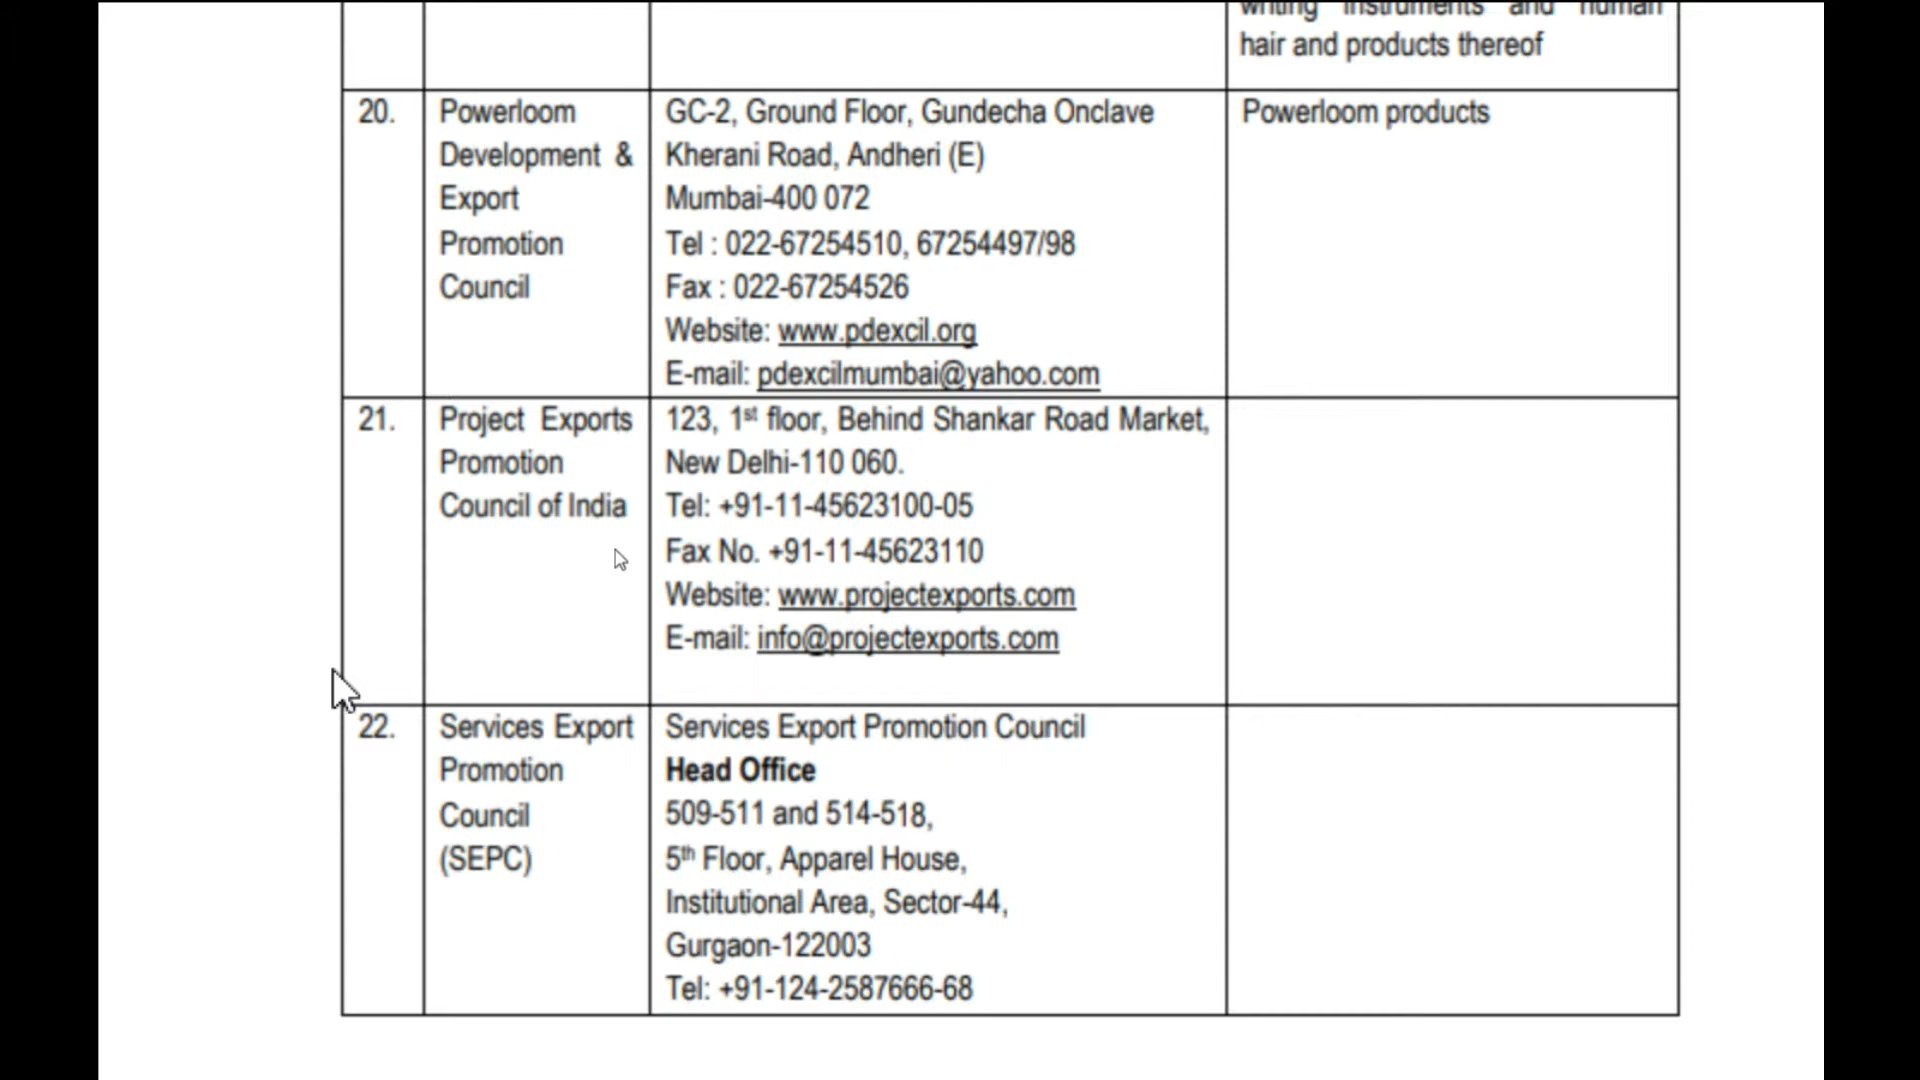 writing instruments and human
hair and products thereof
20.
Powerloom
Development &
Export
Promotion
Council
GC-2, Ground Floor, Gundecha Onclave
Kherani Road, Andheri (E)
Mumbai-400 072
Tel : 022-67254510, 67254497/98
Fax : 022-67254526
Website: www.pdexcil.org
E-mail: pdexcilmumbai@yahoo.com
Powerloom products
21.
Project Exports
Promotion
Council of India
123, 1st floor, Behind Shankar Road Market,
New Delhi-110 060.
Tel: +91-11-45623100-05
Fax No. +91-11-45623110
Website: www.projectexports.com
E-mail: info@projectexports.com
22.
Services Export
Promotion
Council
(SEPC)
Services Export Promotion Council
Head Office
509-511 and 514-518,
5th Floor, Apparel House,
Institutional Area, Sector-44,
Gurgaon-122003
Tel: +91-124-2587666-68